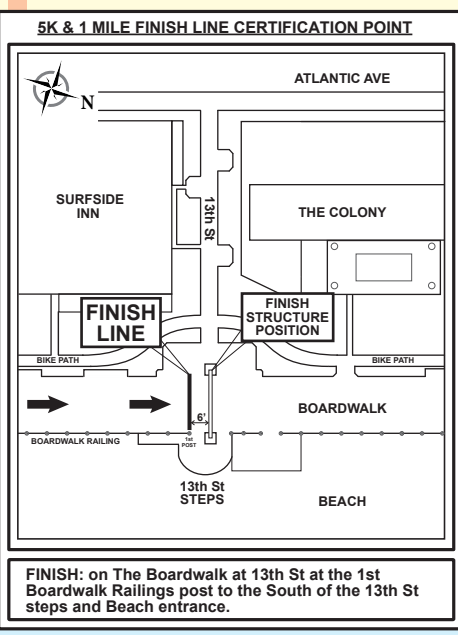 5K & 1 MILE FINISH LINE CERTIFICATION POINT
N
ATLANTIC AVE
SURFSIDE
INN
13th St
THE COLONY
FINISH
LINE
FINISH
STRUCTURE
POSITION
BIKE PATH
BIKE PATH
6'
BOARDWALK
BOARDWALK RAILING
1st
POST
13th St
STEPS
BEACH
FINISH: on The Boardwalk at 13th St at the 1st
Boardwalk Railings post to the South of the 13th St
steps and Beach entrance.